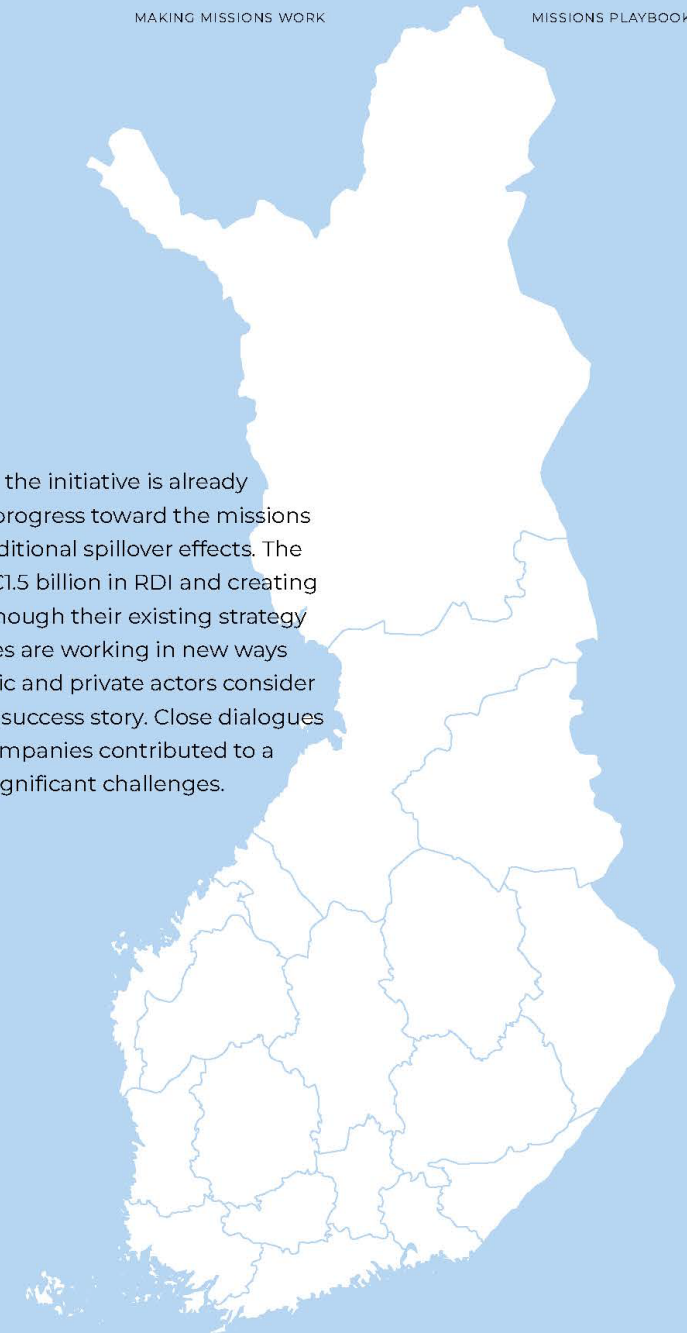 MAKING MISSIONS WORK
MISSIONS PLAYBOOK
the initiative is already
progress toward the missions
spillover effects. The
1.5 billion in RDI and creating
their existing strategy
are working in new ways
and private actors consider
success story. Close dialogues
contributed to a
challenges.